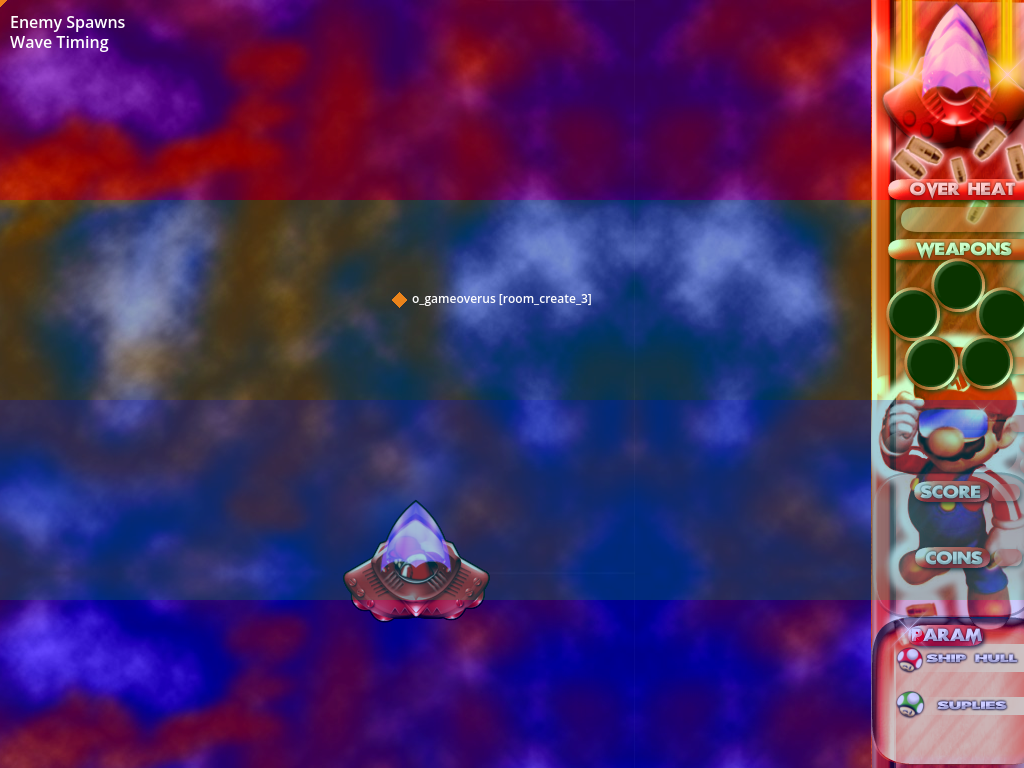 Enemy Spawns
Wave Timing
OVER HEAT
WEAPONS
o_gameoverus [room_create_3]
SCORE
COINS
PARAM
SHIP HULL
SUPLIES